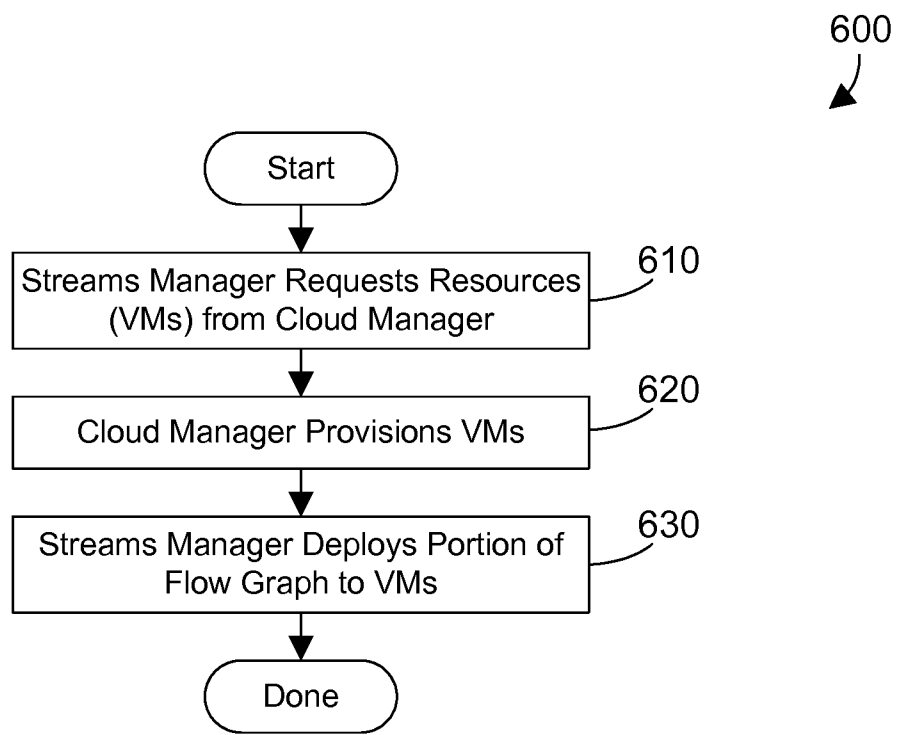 600
Start
Streams Manager Requests Resources
(VMs) from Cloud Manager
610
Cloud Manager Provisions VMs
620
Streams Manager Deploys Portion of
Flow Graph to VMs
630
Done